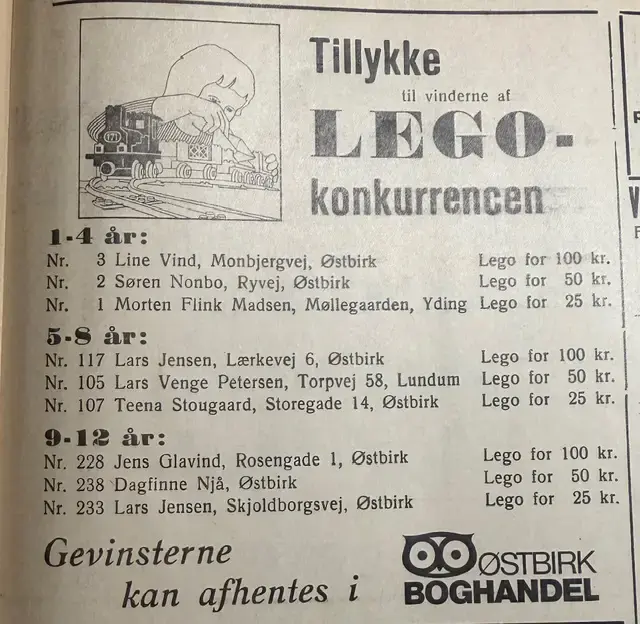 Tillykke
til vinderne af
LEGO-
konkurrencen
171
1-4 år:
Nr. 3 Line Vind, Monbjergvej, Østbirk Lego for 100 kr.
Nr. 2 Søren Nonbo, Ryvej, Østbirk Lego for 50 kr.
Nr. 1 Morten Flink Madsen, Møllegaarden, Yding Lego for 25 kr.
5-8 år:
Nr. 117 Lars Jensen, Lærkevej 6, Østbirk Lego for 100 kr.
Nr. 105 Lars Venge Petersen, Torpvej 58, Lundum Lego for 50 kr.
Nr. 107 Teena Stougaard, Storegade 14, Østbirk Lego for 25 kr.
9-12 år:
Nr. 228 Jens Glavind, Rosengade 1, Østbirk Lego for 100 kr.
Nr. 238 Dagfinne Njå, Østbirk Lego for 50 kr.
Nr. 233 Lars Jensen, Skjoldborgsvej, Østbirk Lego for 25 kr.
Gevinsterne
kan afhentes i
ØSTBIRK
BOGHANDEL